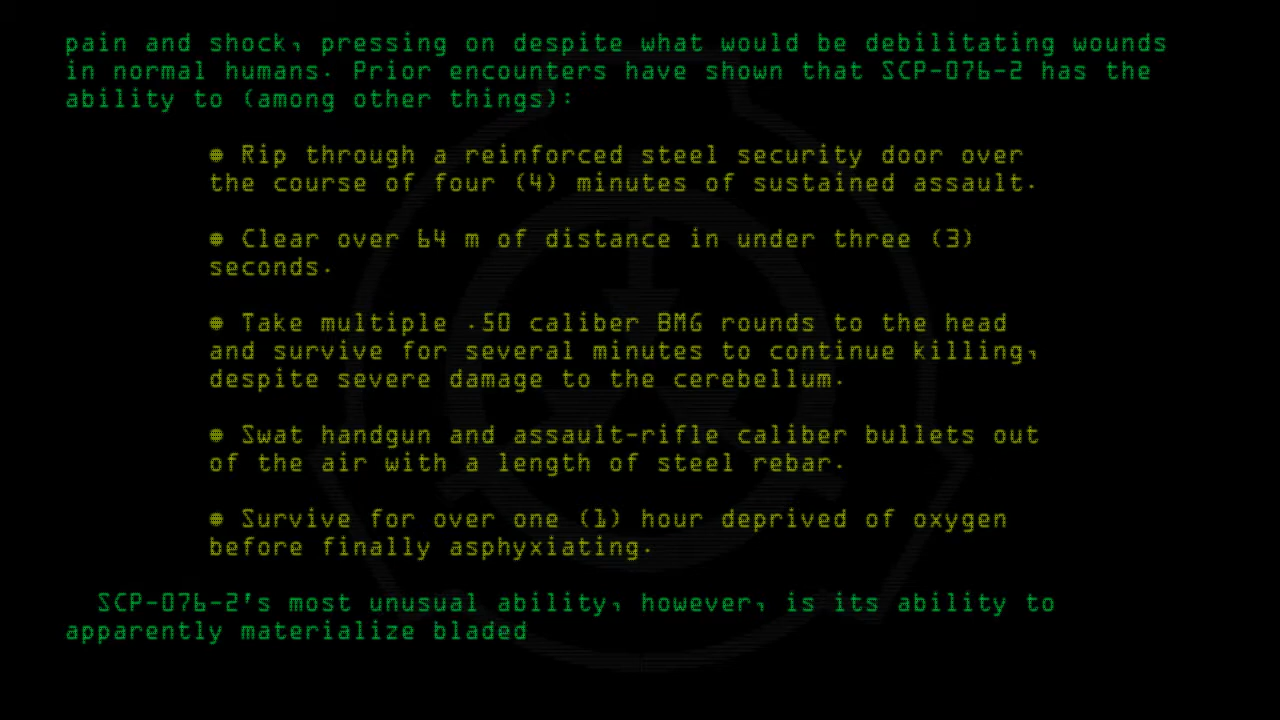 pain and shock, pressing on despite what would be debilitating wounds
in normal humans. Prior encounters have shown that SCP-076-2 has the
ability to (among other things):
● Rip through a reinforced steel security door over
the course of four (4) minutes of sustained assault.
● Clear over 64 m of distance in under three (3)
seconds.
● Take multiple .50 caliber BMG rounds to the head
and survive for several minutes to continue killing,
despite severe damage to the cerebellum.
● Swat handgun and assault-rifle caliber bullets out
of the air with a length of steel rebar.
● Survive for over one (1) hour deprived of oxygen
before finally asphyxiating.
SCP-076-2's most unusual ability, however, is its ability to
apparently materialize bladed